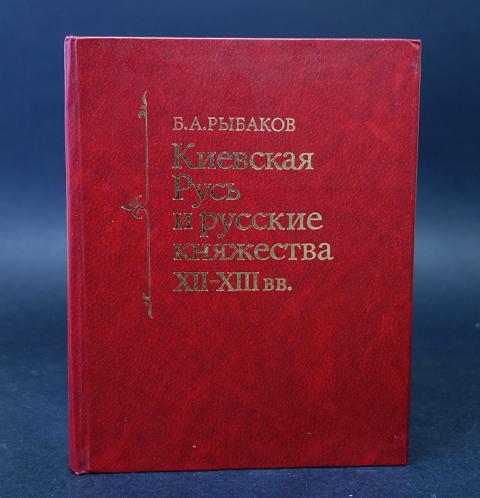 Б.А.РЫБАКОВ
Киевская
Русь
и русские
княжества
XII-XIII вв.